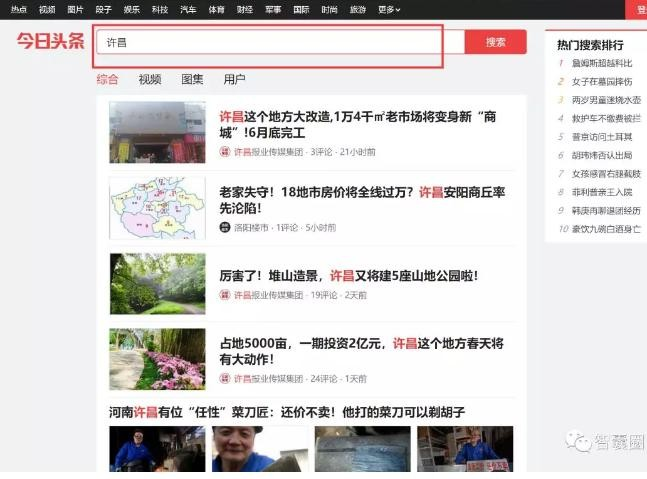 热点 视频 图片 段子 娱乐 科技 汽车 体育 财经 军事 国际 时尚 旅游 更多
今日头条
许昌
搜索
综合 视频 图集 用户
许昌这个地方大改造,1万4千㎡老市场将变身新“商
城”!6月底完工
许昌报业传媒集团 · 3评论 · 21小时前
老家失守！18地市房价将全线过万？许昌安阳商丘率
先沦陷！
洛阳楼市 · 1评论 · 5小时前
厉害了！堆山造景，许昌又将建5座山地公园啦！
许昌报业传媒集团 · 19评论 · 2天前
占地5000亩，一期投资2亿元，许昌这个地方春天将
有大动作！
许昌报业传媒集团 · 24评论 · 1天前
河南许昌有位“任性”菜刀匠：还价不卖！他打的菜刀可以剃胡子
热门搜索排行
1 詹姆斯超越科比
2 女子在墓园摔伤
3 两岁男童迷烧水壶
4 救护车不缴费被拦
5 普京访问土耳其
6 胡玮炜否认出局
7 女孩感冒右腿截肢
8 菲利普亲王入院
9 韩庚再聊退团经历
10 豪饮九碗白酒身亡
智囊圈